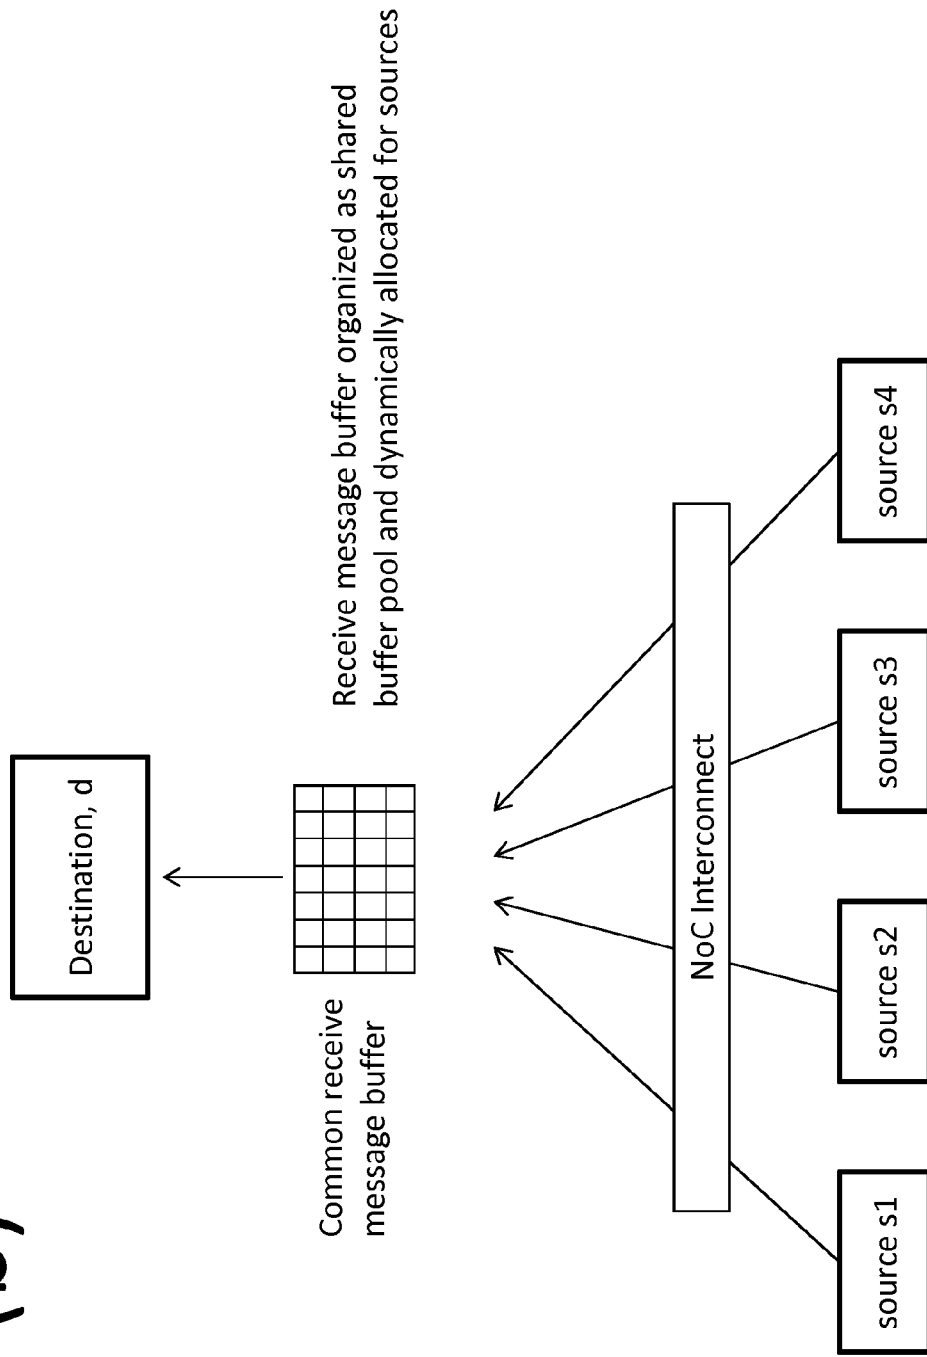 Destination, d
Common receive
message buffer
Receive message buffer organized as shared
buffer pool and dynamically allocated for sources
NoC Interconnect
source s1
source s2
source s3
source s4